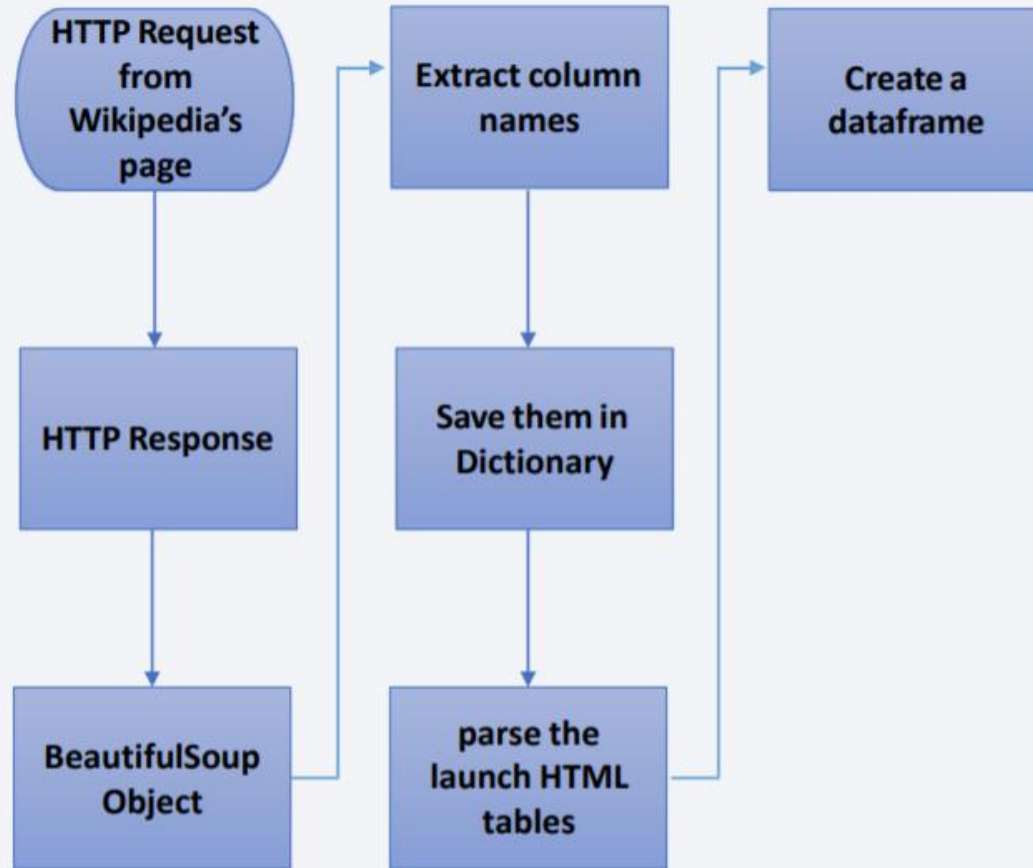 HTTP Request
from
Wikipedia's
page
HTTP Response
BeautifulSoup
Object
Extract column
names
Save them in
Dictionary
parse the
launch HTML
tables
Create a
dataframe